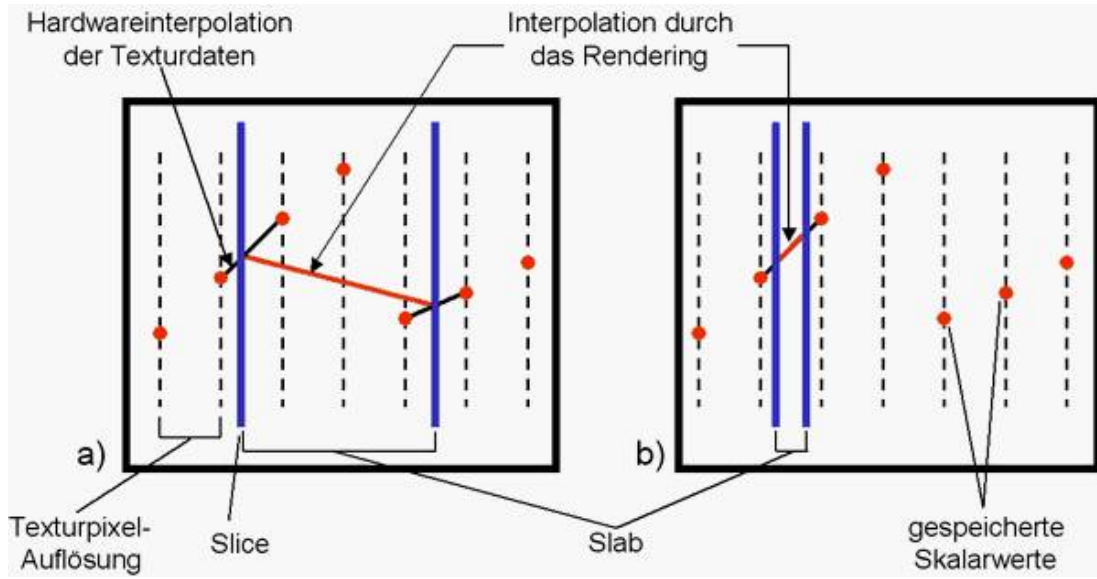 Hardwareinterpolation
der Texturdaten
Interpolation durch
das Rendering
a)
b)
Texturpixel-
Auflösung
Slice
Slab
gespeicherte
Skalarwerte